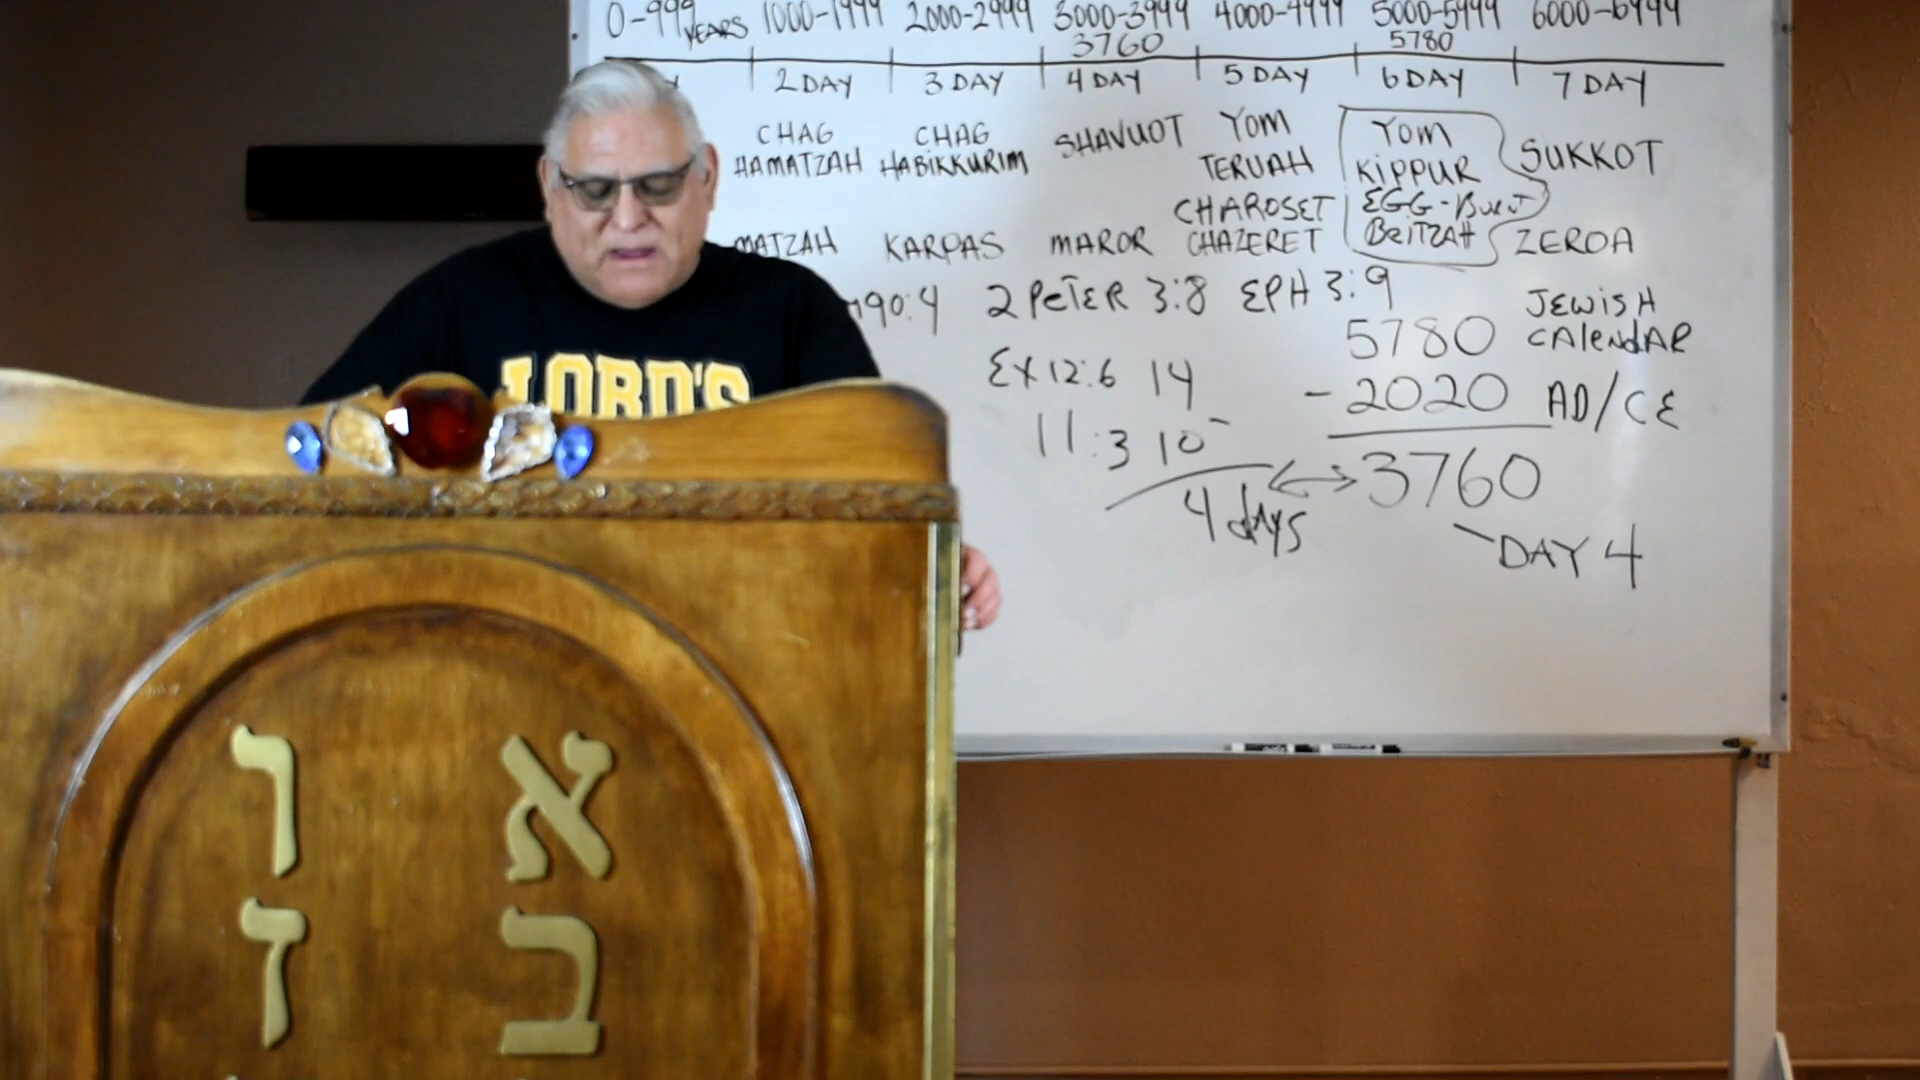 0-999 YEARS 1000-1999 2000-2999 3000-3999 4000-4999 5000-5999 6000-6999
3760 5780
2 DAY 3 DAY 4 DAY 5 DAY 6 DAY 7 DAY
CHAG HAMATZAH
CHAG HABIKKURIM
SHAVUOT
YOM TERUAH
YOM KIPPUR
SUKKOT
MATZAH
KARPAS
MAROR
CHAROSET
CHAZERET
EGG-BURNT
BEITZAH
ZEROA
90:4 2 PETER 3:8 EPH 3:9
EX 12:6 14
11:3 10-
4 days
5780 JEWISH CALENDAR
- 2020 AD/CE
3760
DAY 4
LORD'S
ו א
ז ב